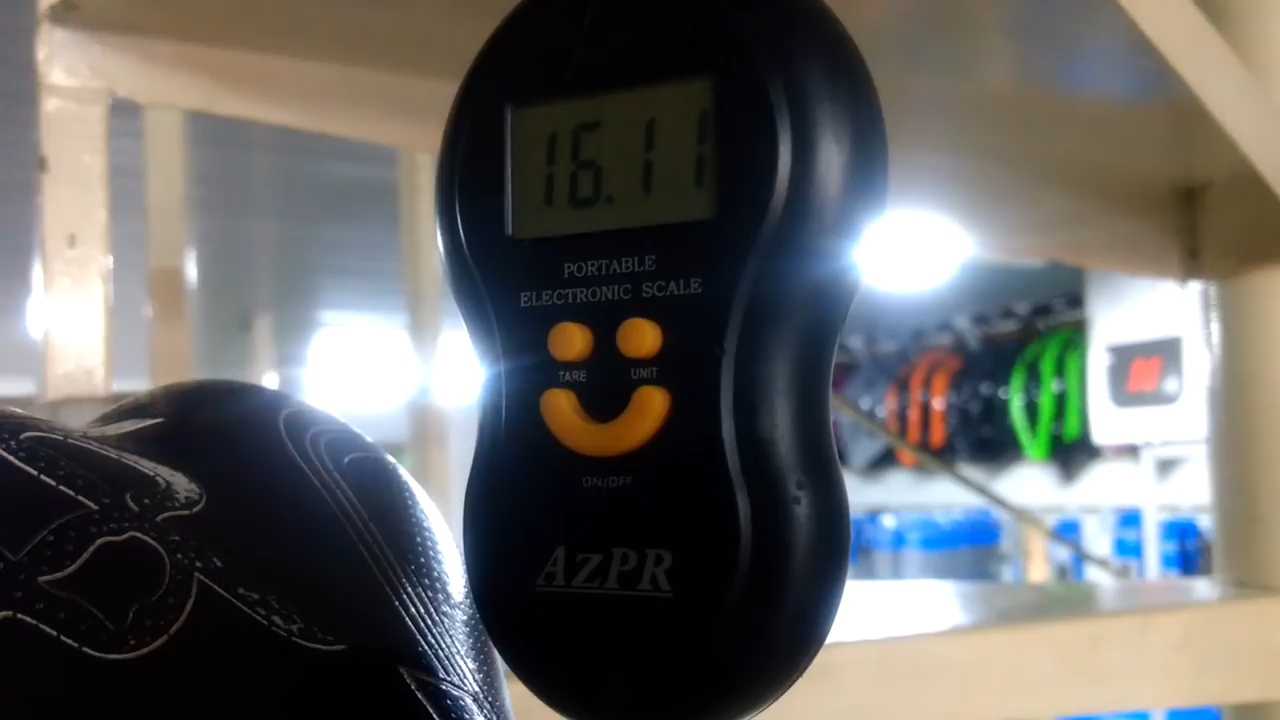 16.11
PORTABLE
ELECTRONIC SCALE
TARE UNIT
ON/OFF
AZPR